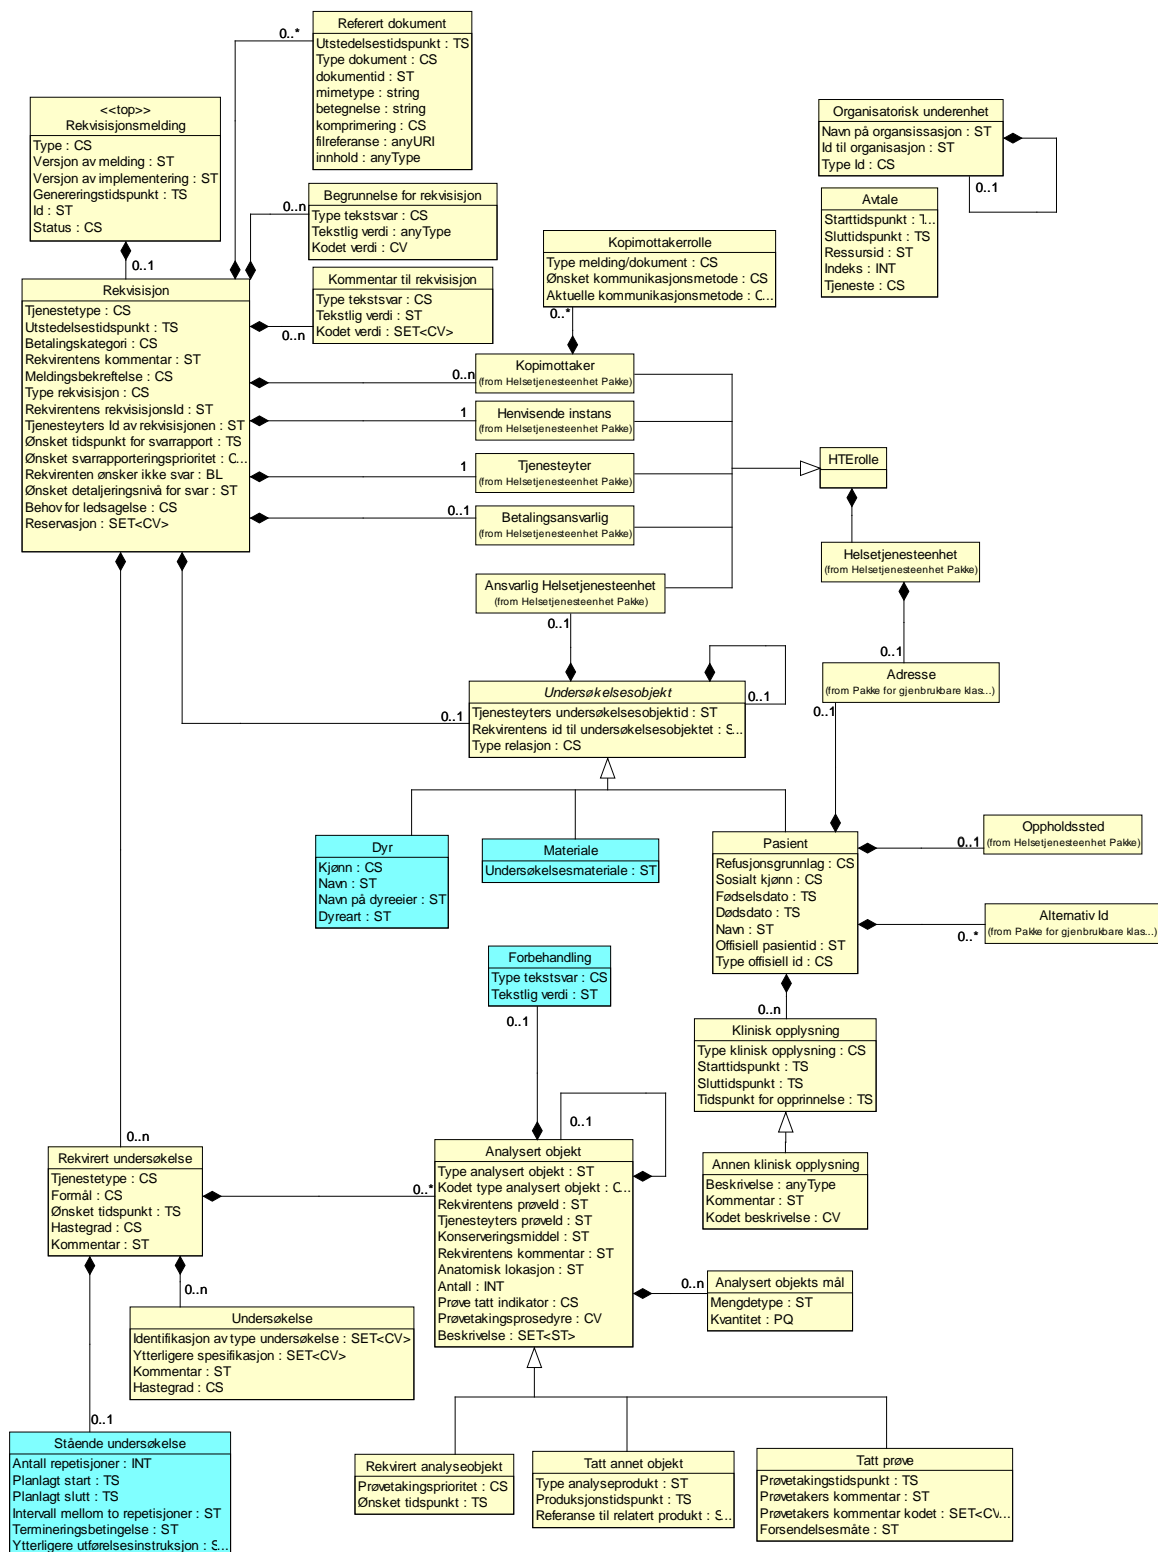 Referert dokument
Utstedelsestidspunkt : TS
Type dokument : CS
dokumentid : ST
mimetype : string
betegnelse : string
komprimering : CS
filreferanse : anyURI
innhold : anyType
0..*
<<top>>
Rekvisisjonsmelding
Type : CS
Versjon av melding : ST
Versjon av implementering : ST
Genereringstidspunkt : TS
Id : ST
Status : CS
0..1
Organisatorisk underenhet
Navn på organsissasjon : ST
Id til organisasjon : ST
Type Id : CS
0..1
Avtale
Starttidspunkt : T...
Sluttidspunkt : TS
Ressursid : ST
Indeks : INT
Tjeneste : CS
Begrunnelse for rekvisisjon
Type tekstsvar : CS
Tekstlig verdi : anyType
Kodet verdi : CV
0..n
Kommentar til rekvisisjon
Type tekstsvar : CS
Tekstlig verdi : ST
Kodet verdi : SET<CV>
0..n
Kopimottakerrolle
Type melding/dokument : CS
Ønsket kommunikasjonsmetode : CS
Aktuelle kommunikasjonsmetode : C...
0..*
Rekvisisjon
Tjenestetype : CS
Utstedelsestidspunkt : TS
Betalingskategori : CS
Rekvirentens kommentar : ST
Meldingsbekreftelse : CS
Type rekvisisjon : CS
Rekvirentens rekvisisjonsId : ST
Tjenesteyters Id av rekvisisjonen : ST
Ønsket tidspunkt for svarrapport : TS
Ønsket svarrapporteringsprioritet : C...
Rekvirenten ønsker ikke svar : BL
Ønsket detaljeringsnivå for svar : ST
Behov for ledsagelse : CS
Reservasjon : SET<CV>
0..n
Kopimottaker
(from Helsetjenesteenhet Pakke)
1
Henvisende instans
(from Helsetjenesteenhet Pakke)
1
Tjenesteyter
(from Helsetjenesteenhet Pakke)
0..1
Betalingsansvarlig
(from Helsetjenesteenhet Pakke)
Ansvarlig Helsetjenesteenhet
(from Helsetjenesteenhet Pakke)
0..1
HTErolle
Helsetjenesteenhet
(from Helsetjenesteenhet Pakke)
0..1
Adresse
(from Pakke for gjenbrukbare klas...)
0..1
Undersøkelsesobjekt
Tjenesteyters undersøkelsesobjektid : ST
Rekvirentens id til undersøkelsesobjektet : S...
Type relasjon : CS
0..1
0..1
Dyr
Kjønn : CS
Navn : ST
Navn på dyreeier : ST
Dyreart : ST
Materiale
Undersøkelsesmateriale : ST
Pasient
Refusjonsgrunnlag : CS
Sosialt kjønn : CS
Fødselsdato : TS
Dødsdato : TS
Navn : ST
Offisiell pasientid : ST
Type offisiell id : CS
Oppholdssted
(from Helsetjenesteenhet Pakke)
0..1
Alternativ Id
(from Pakke for gjenbrukbare klas...)
0..*
Forbehandling
Type tekstsvar : CS
Tekstlig verdi : ST
0..1
0..n
Klinisk opplysning
Type klinisk opplysning : CS
Starttidspunkt : TS
Sluttidspunkt : TS
Tidspunkt for opprinnelse : TS
Annen klinisk opplysning
Beskrivelse : anyType
Kommentar : ST
Kodet beskrivelse : CV
0..n
Rekvirert undersøkelse
Tjenestetype : CS
Formål : CS
Ønsket tidspunkt : TS
Hastegrad : CS
Kommentar : ST
0..*
0..1
Analysert objekt
Type analysert objekt : ST
Kodet type analysert objekt : C...
Rekvirentens prøveId : ST
Tjenesteyters prøveId : ST
Konserveringsmiddel : ST
Rekvirentens kommentar : ST
Anatomisk lokasjon : ST
Antall : INT
Prøve tatt indikator : CS
Prøvetakingsprosedyre : CV
Beskrivelse : SET<ST>
0..n
Analysert objekts mål
Mengdetype : ST
Kvantitet : PQ
0..n
Undersøkelse
Identifikasjon av type undersøkelse : SET<CV>
Ytterligere spesifikasjon : SET<CV>
Kommentar : ST
Hastegrad : CS
0..1
Stående undersøkelse
Antall repetisjoner : INT
Planlagt start : TS
Planlagt slutt : TS
Intervall mellom to repetisjoner : ST
Termineringsbetingelse : ST
Ytterligere utførelsesinstruksjon : S...
Rekvirert analyseobjekt
Prøvetakingsprioritet : CS
Ønsket tidspunkt : TS
Tatt annet objekt
Type analyseprodukt : ST
Produksjonstidspunkt : TS
Referanse til relatert produkt : S...
Tatt prøve
Prøvetakingstidspunkt : TS
Prøvetakers kommentar : ST
Prøvetakers kommentar kodet : SET<CV...
Forsendelsesmåte : ST